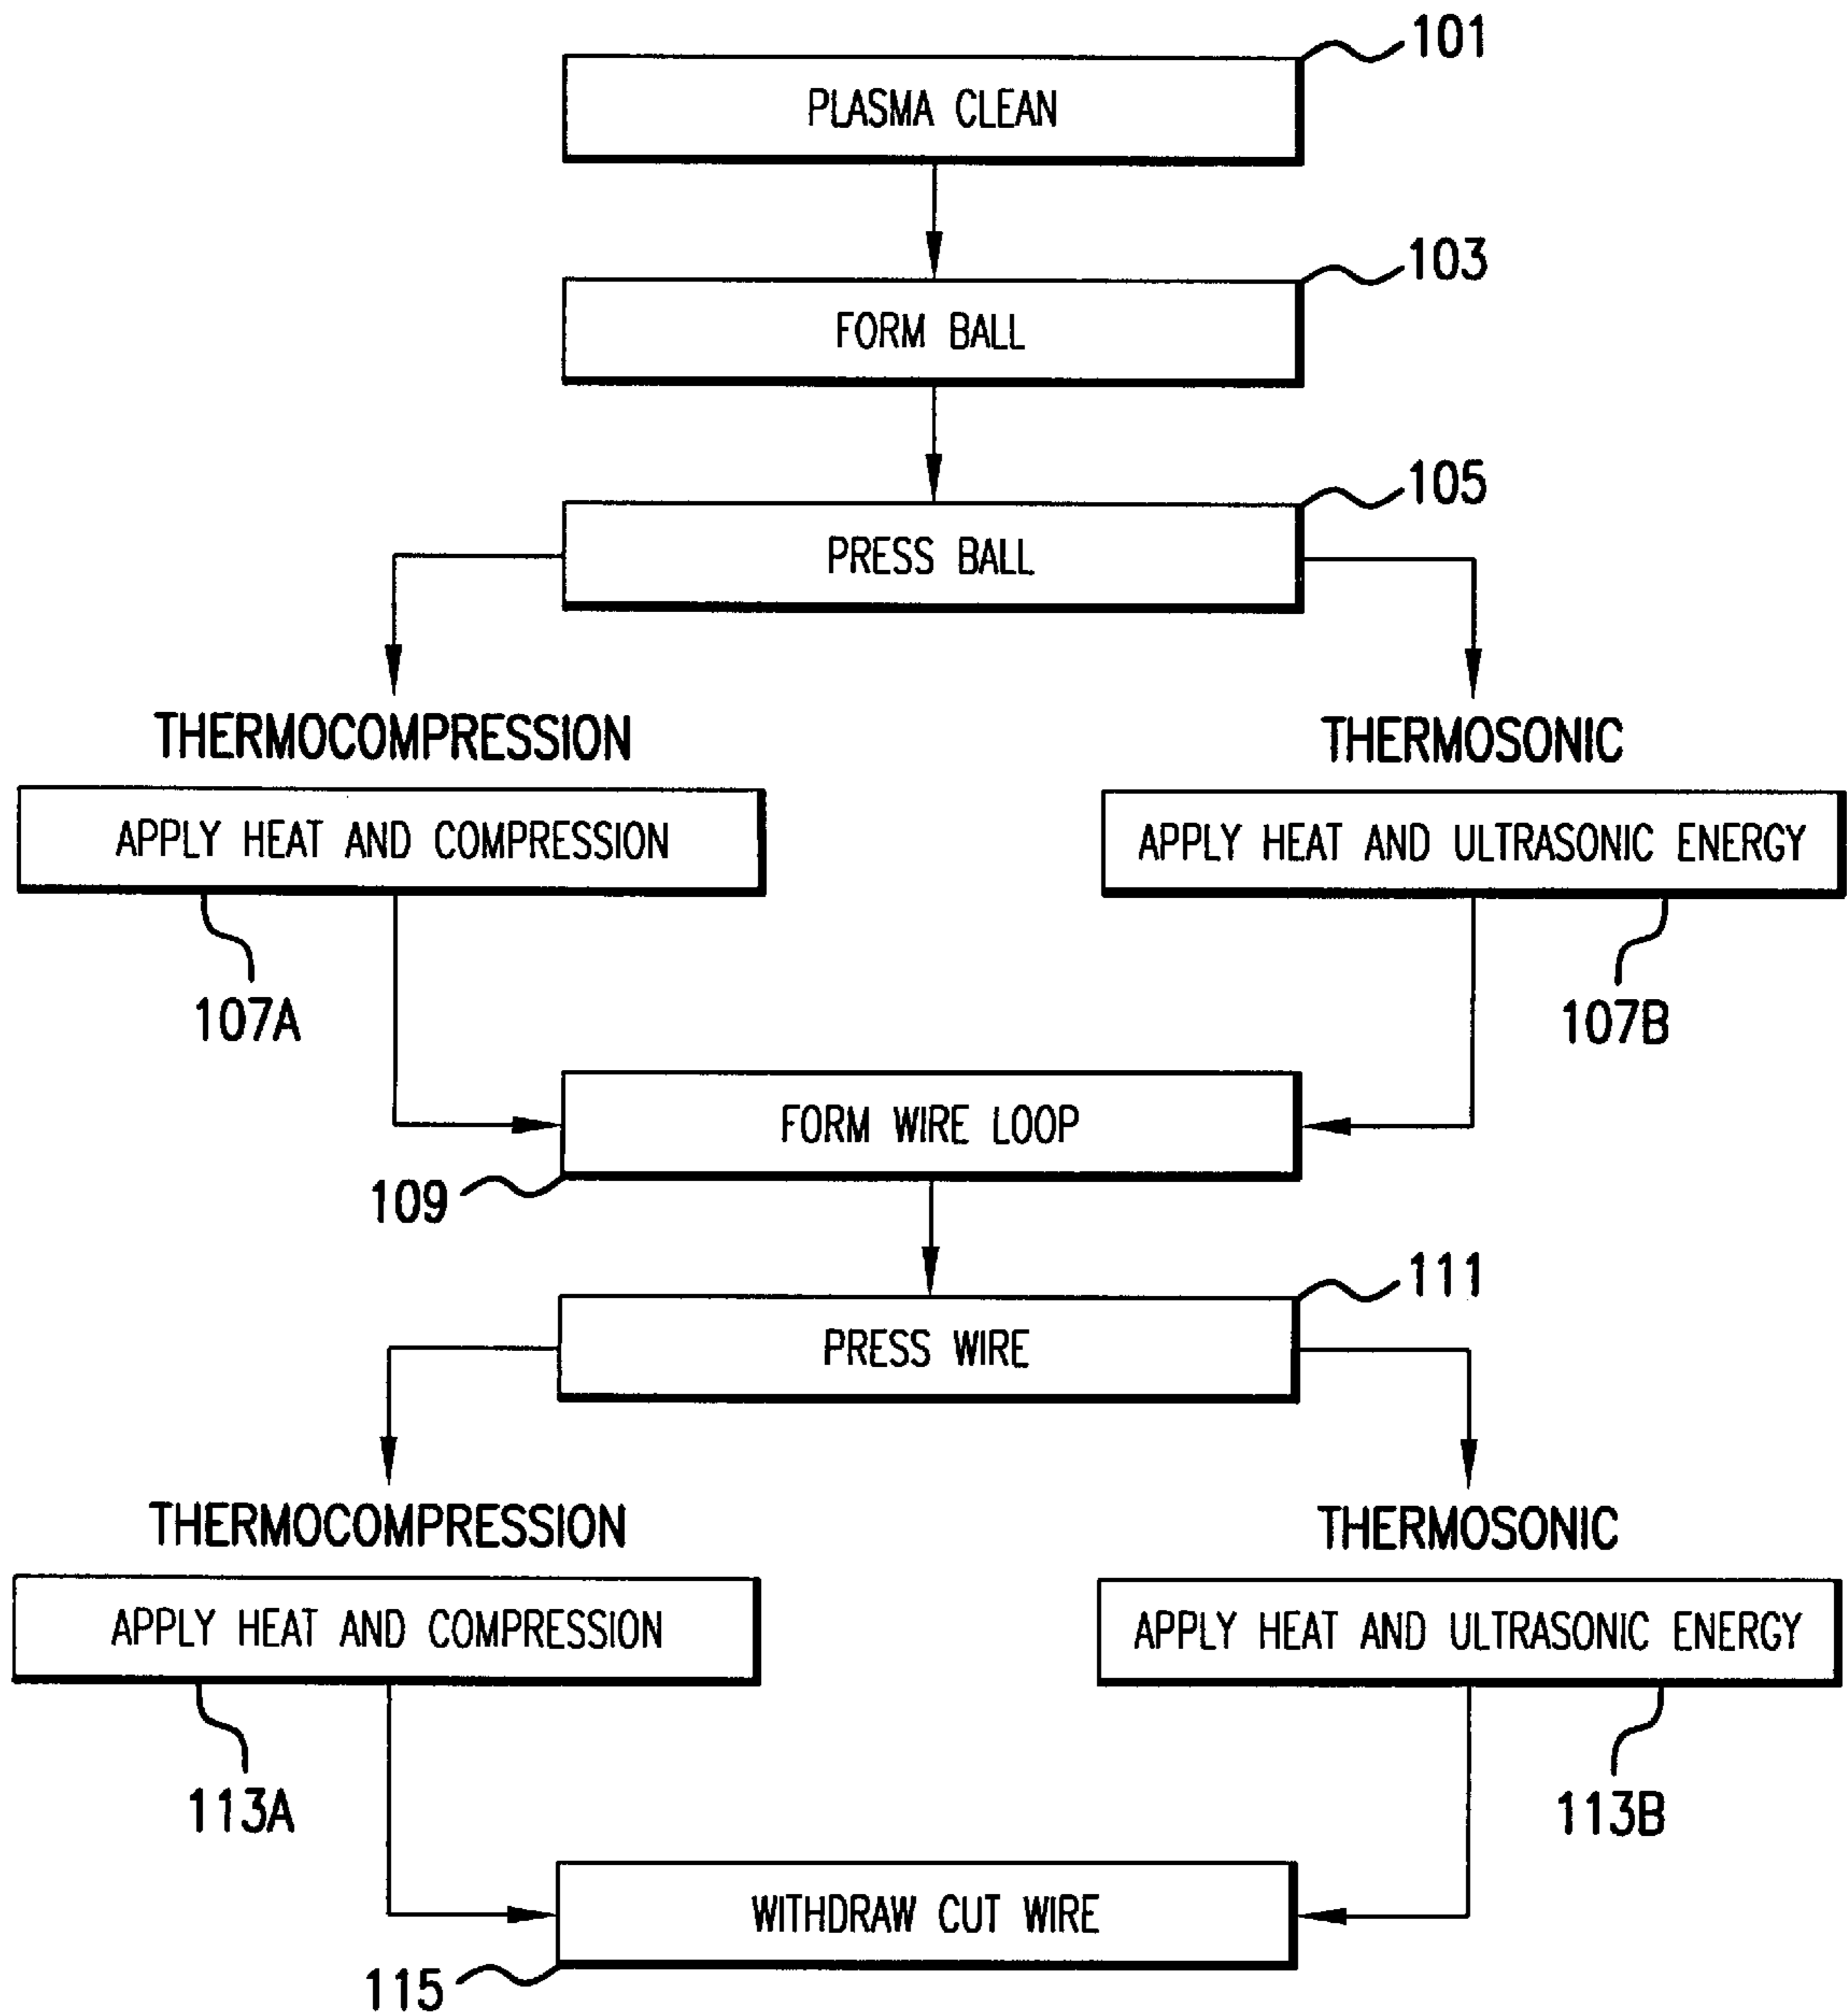 101
PLASMA CLEAN
103
FORM BALL
105
PRESS BALL
THERMOCOMPRESSION
THERMOSONIC
APPLY HEAT AND COMPRESSION
APPLY HEAT AND ULTRASONIC ENERGY
107A
107B
FORM WIRE LOOP
109
111
PRESS WIRE
THERMOCOMPRESSION
THERMOSONIC
APPLY HEAT AND COMPRESSION
APPLY HEAT AND ULTRASONIC ENERGY
113A
113B
WITHDRAW CUT WIRE
115